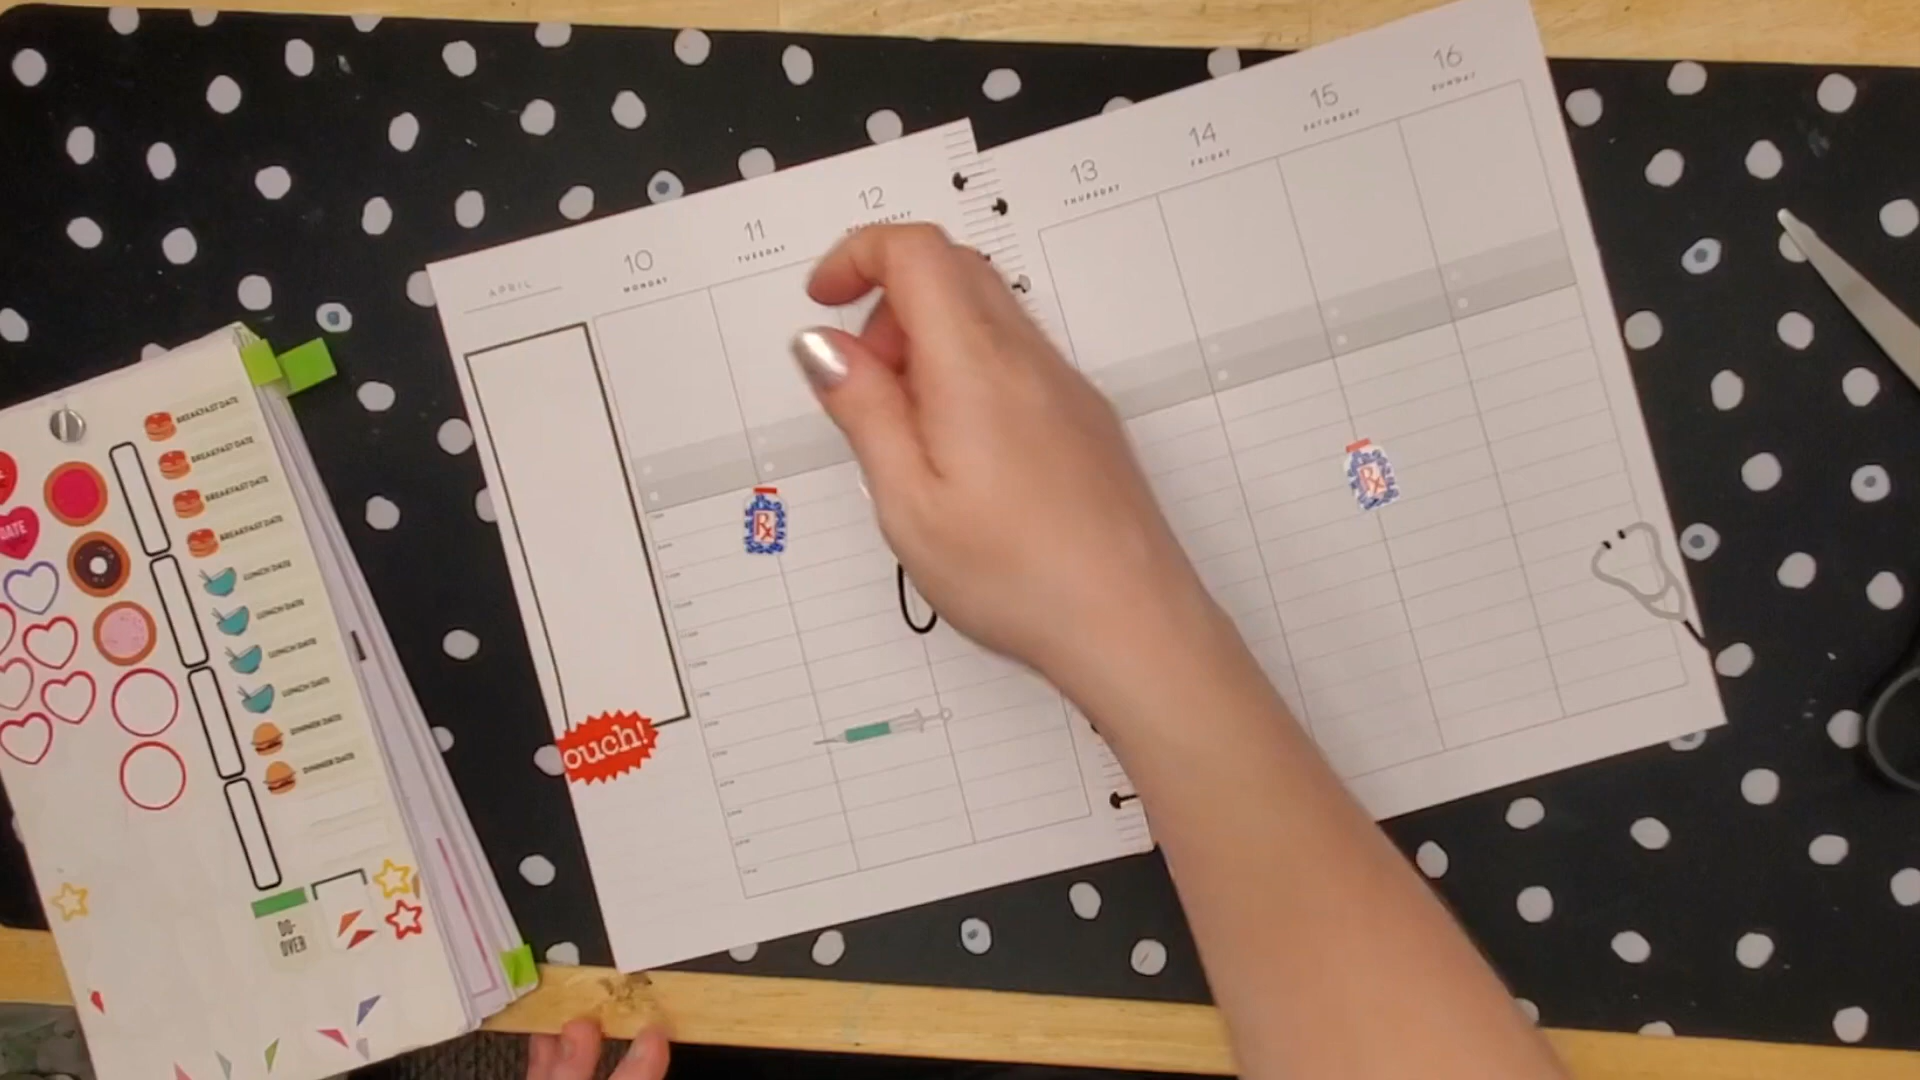 APRIL
10
MONDAY
11
TUESDAY
12
13
THURSDAY
14
FRIDAY
15
SATURDAY
16
SUNDAY
Rx
Rx
ouch!
BREAKFAST DATE
BREAKFAST DATE
BREAKFAST DATE
BREAKFAST DATE
LUNCH DATE
LUNCH DATE
LUNCH DATE
LUNCH DATE
DINNER DATE
DINNER DATE
DATE
DO-
OVER